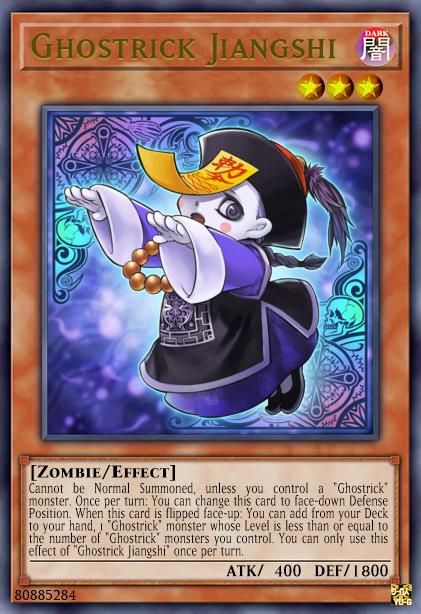 Ghostrick Jiangshi
DARK
闇
勅令
[Zombie/Effect]
Cannot be Normal Summoned, unless you control a "Ghostrick"
monster. Once per turn: You can change this card to face-down Defense
Position. When this card is flipped face-up: You can add from your Deck
to your hand, 1 "Ghostrick" monster whose Level is less than or equal to
the number of "Ghostrick" monsters you control. You can only use this
effect of "Ghostrick Jiangshi" once per turn.
ATK/ 400 DEF/1800
80885284